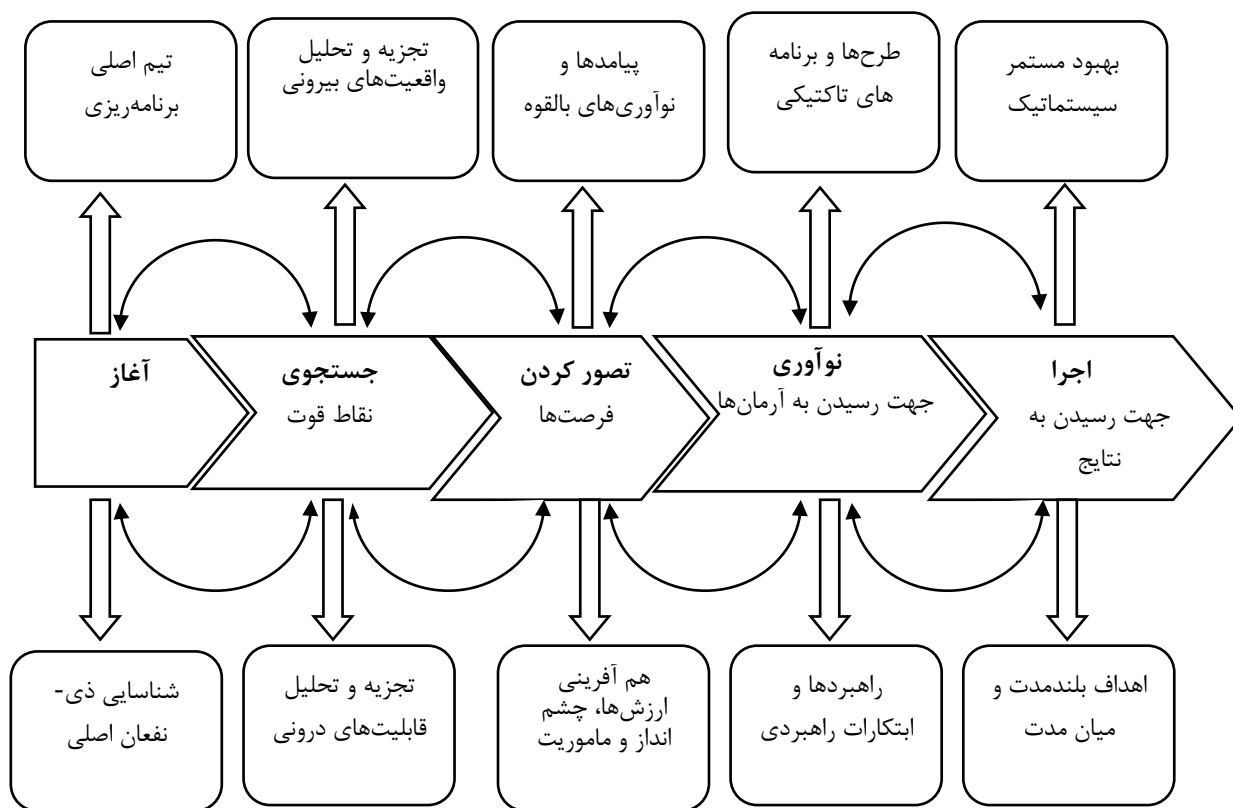 تیم اصلی
برنامه‌ریزی
تجزیه و تحلیل
واقعیت‌های بیرونی
پیامدها و
نوآوری‌های بالقوه
طرح‌ها و برنامه
های تاکتیکی
بهبود مستمر
سیستماتیک
آغاز
جستجوی
نقاط قوت
تصور کردن
فرصت‌ها
نوآوری
جهت رسیدن به آرمان‌ها
اجرا
جهت رسیدن به
نتایج
شناسایی ذی-
نفعان اصلی
تجزیه و تحلیل
قابلیت‌های درونی
هم آفرینی
ارزش‌ها، چشم
انداز و ماموریت
راهبردها و
ابتکارات راهبردی
اهداف بلندمدت و
میان مدت